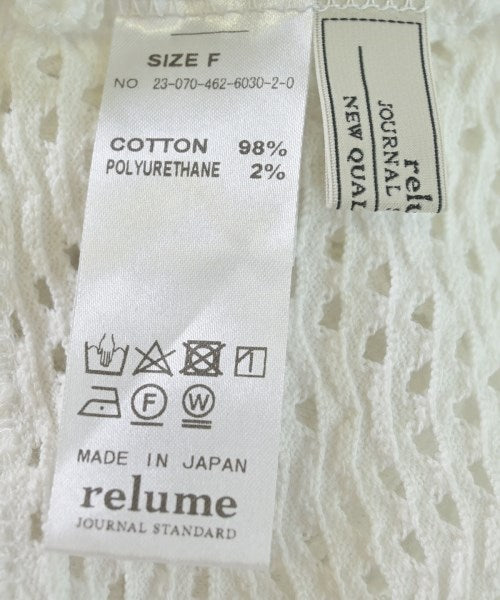 SIZE F
NO 23-070-462-6030-2-0
COTTON 98%
POLYURETHANE 2%
F W
MADE IN JAPAN
relume
JOURNAL STANDARD
relume
JOURNAL
NEW QUAL